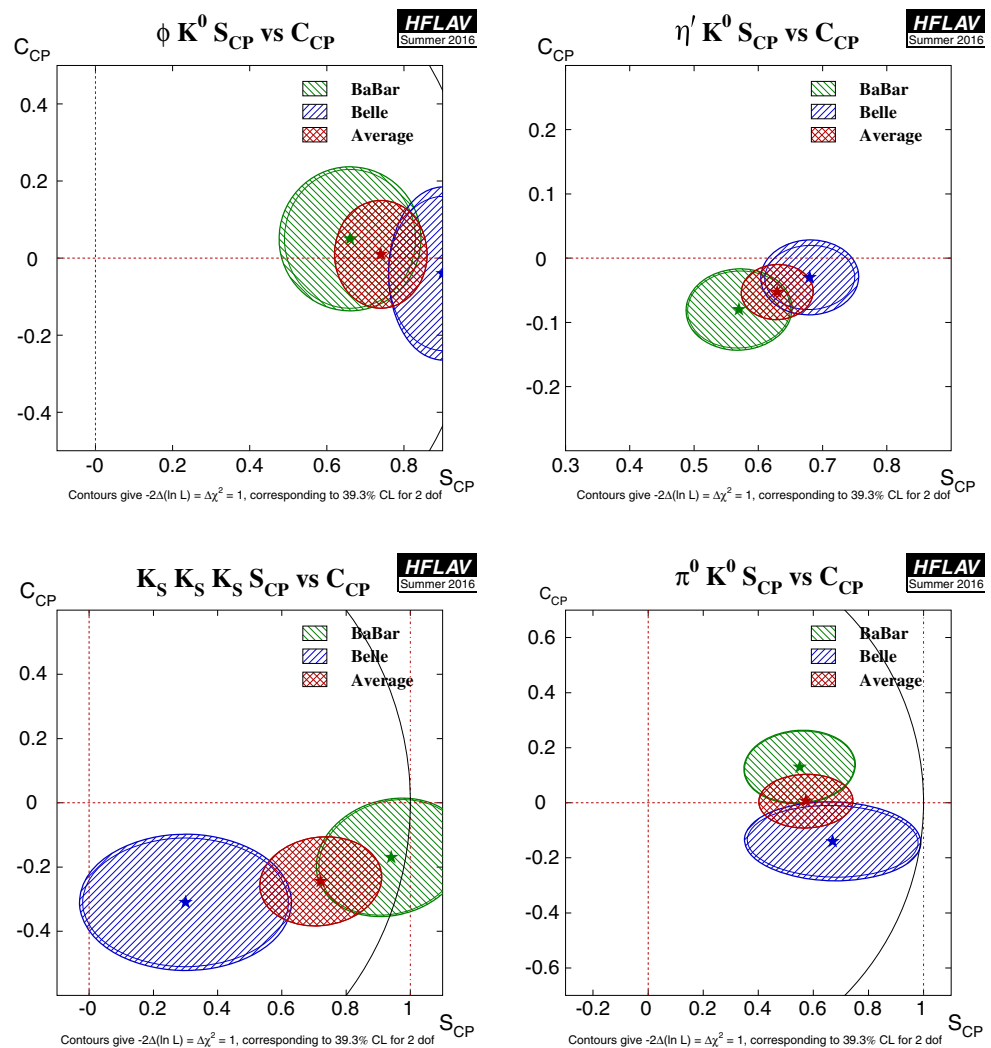 φ K⁰ S_CP vs C_CP
HFLAV
Summer 2016
C_CP
BaBar
Belle
Average
0.4
0.2
0
-0.2
-0.4
-0 0.2 0.4 0.6 0.8
S_CP
Contours give -2Δ(ln L) = Δχ² = 1, corresponding to 39.3% CL for 2 dof
η′ K⁰ S_CP vs C_CP
HFLAV
Summer 2016
C_CP
BaBar
Belle
Average
0.2
0.1
0
-0.1
-0.2
0.3 0.4 0.5 0.6 0.7 0.8
S_CP
Contours give -2Δ(ln L) = Δχ² = 1, corresponding to 39.3% CL for 2 dof
K_S K_S K_S S_CP vs C_CP
HFLAV
Summer 2016
C_CP
BaBar
Belle
Average
0.4
0.2
0
-0.2
-0.4
-0 0.2 0.4 0.6 0.8 1
S_CP
Contours give -2Δ(ln L) = Δχ² = 1, corresponding to 39.3% CL for 2 dof
π⁰ K⁰ S_CP vs C_CP
HFLAV
Summer 2016
C_CP
BaBar
Belle
Average
0.6
0.4
0.2
0
-0.2
-0.4
-0.6
-0.2 0 0.2 0.4 0.6 0.8 1
S_CP
Contours give -2Δ(ln L) = Δχ² = 1, corresponding to 39.3% CL for 2 dof